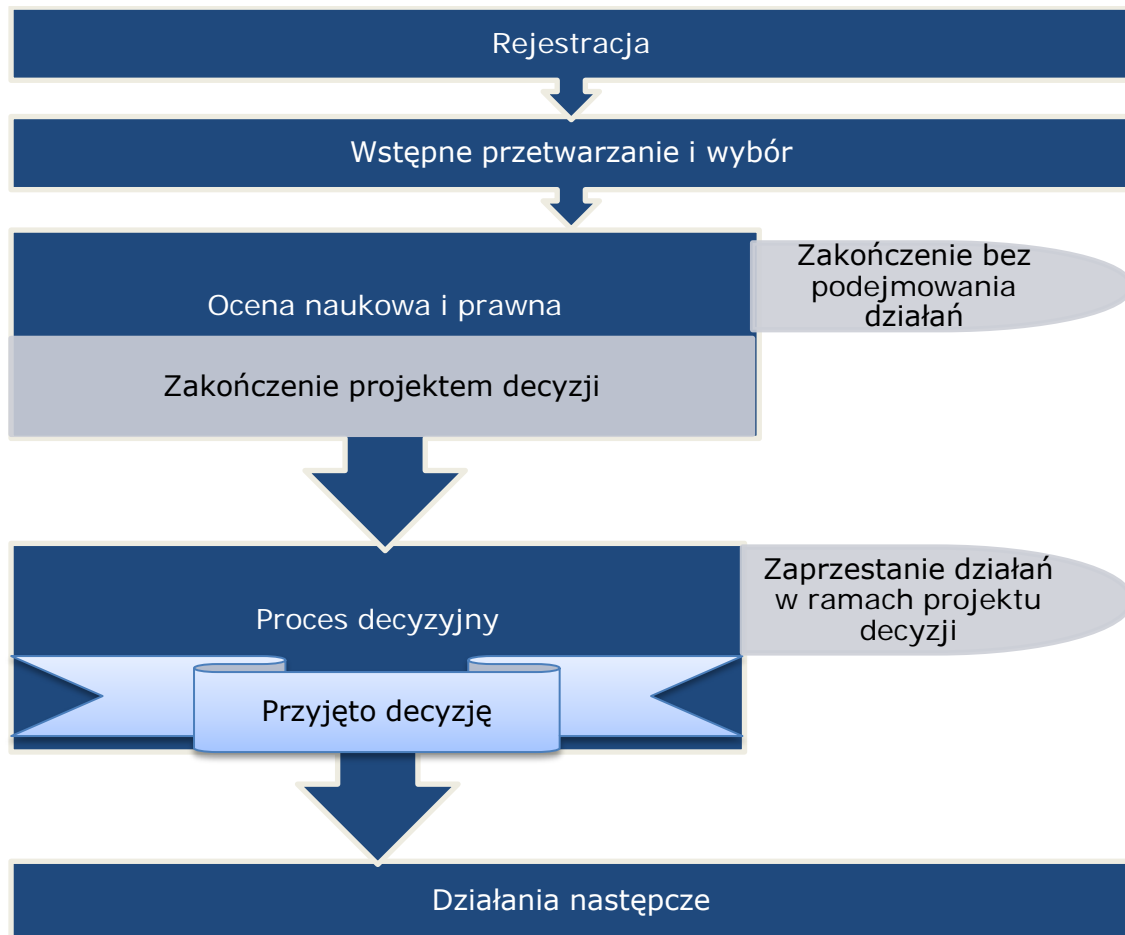 Rejestracja
Wstępne przetwarzanie i wybór
Zakończenie bez
podejmowania
działań
Ocena naukowa i prawna
Zakończenie projektem decyzji
Zaprzestanie działań
w ramach projektu
decyzji
Proces decyzyjny
Przyjęto decyzję
Działania następcze